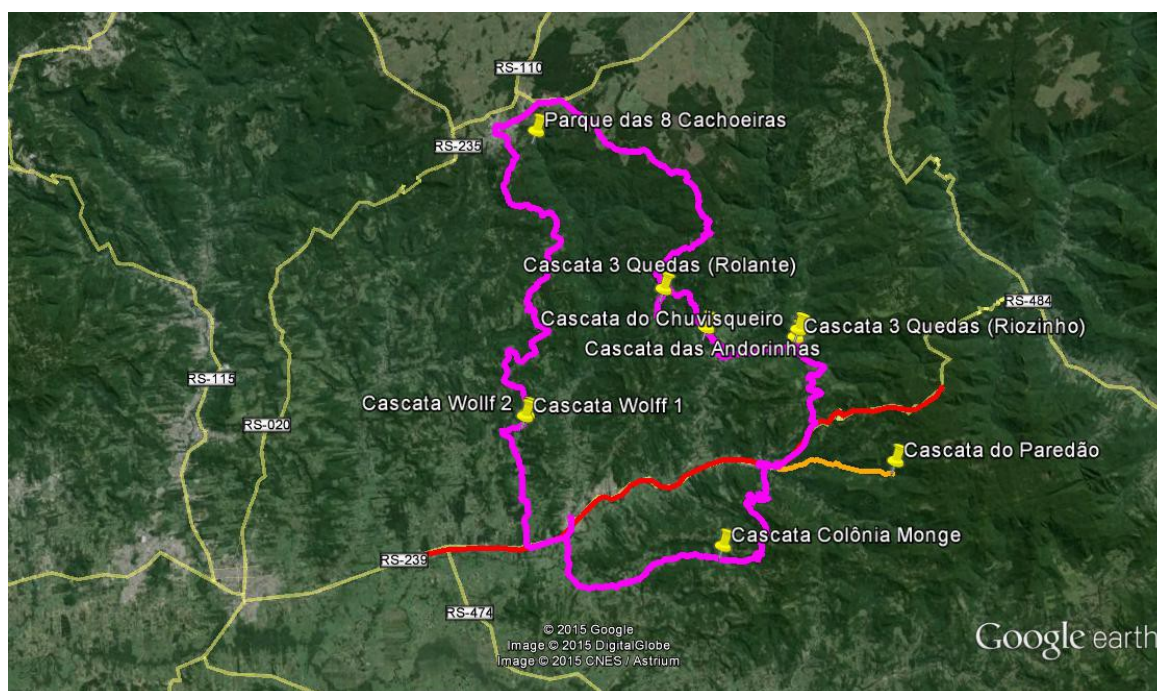 RS-110
Parque das 8 Cachoeiras
RS-235
Cascata 3 Quedas (Rolante)
RS-484
Cascata do Chuvisqueiro
Cascata 3 Quedas (Riozinho)
Cascata das Andorinhas
RS-115
Cascata Wollf 2
Cascata Wolff 1
RS-020
Cascata do Paredão
Cascata Colônia Monge
RS-239
RS-474
© 2015 Google
Image © 2015 DigitalGlobe
Image © 2015 CNES / Astrium
Google earth